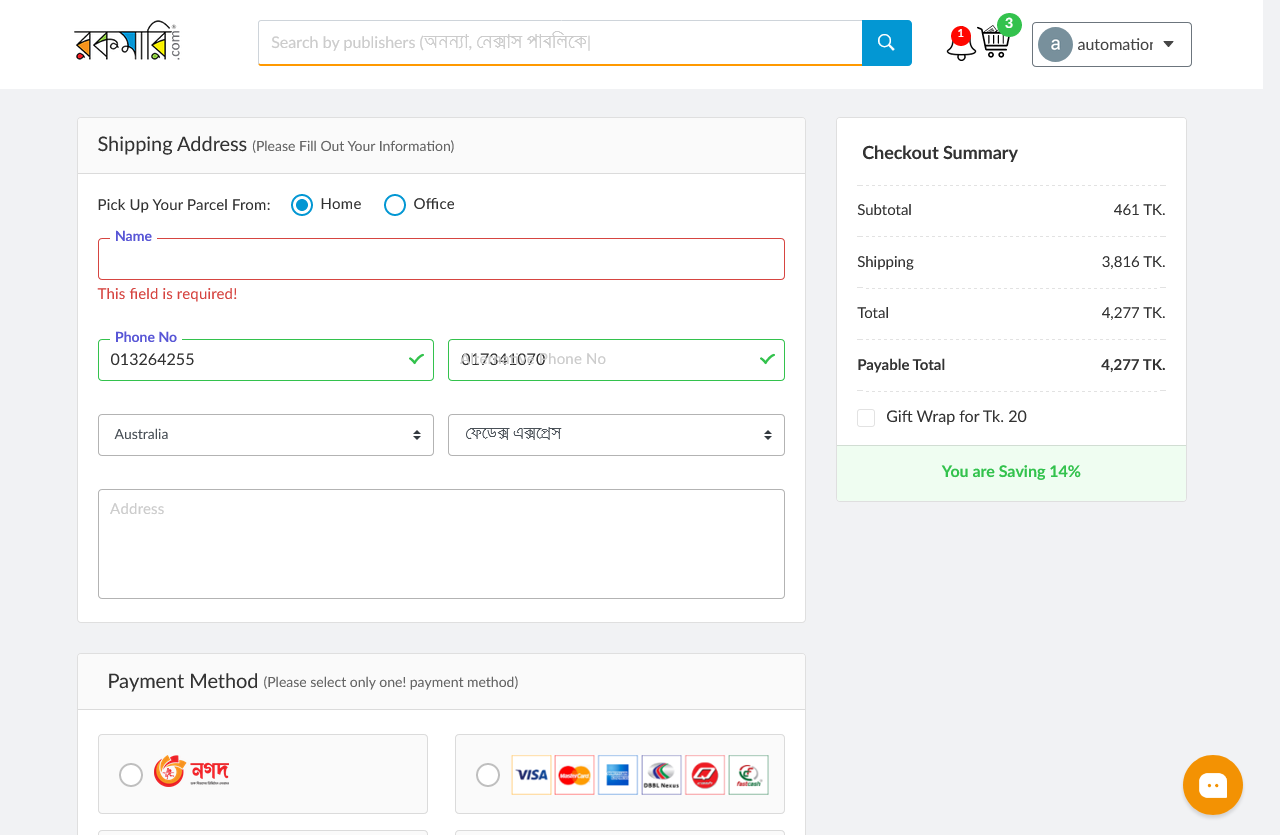 রকমারি.com
Search by publishers (অনন্যা, নেক্সাস পাবলিকে|
1
3
a automation
Shipping Address (Please Fill Out Your Information)
Pick Up Your Parcel From: Home Office
Name
This field is required!
Phone No
013264255
017341070 Phone No
Australia
ফেডেক্স এক্সপ্রেস
Address
Payment Method (Please select only one! payment method)
নগদ
VISA MasterCard DBBL Nexus fastcash
Checkout Summary
Subtotal 461 TK.
Shipping 3,816 TK.
Total 4,277 TK.
Payable Total 4,277 TK.
Gift Wrap for Tk. 20
You are Saving 14%